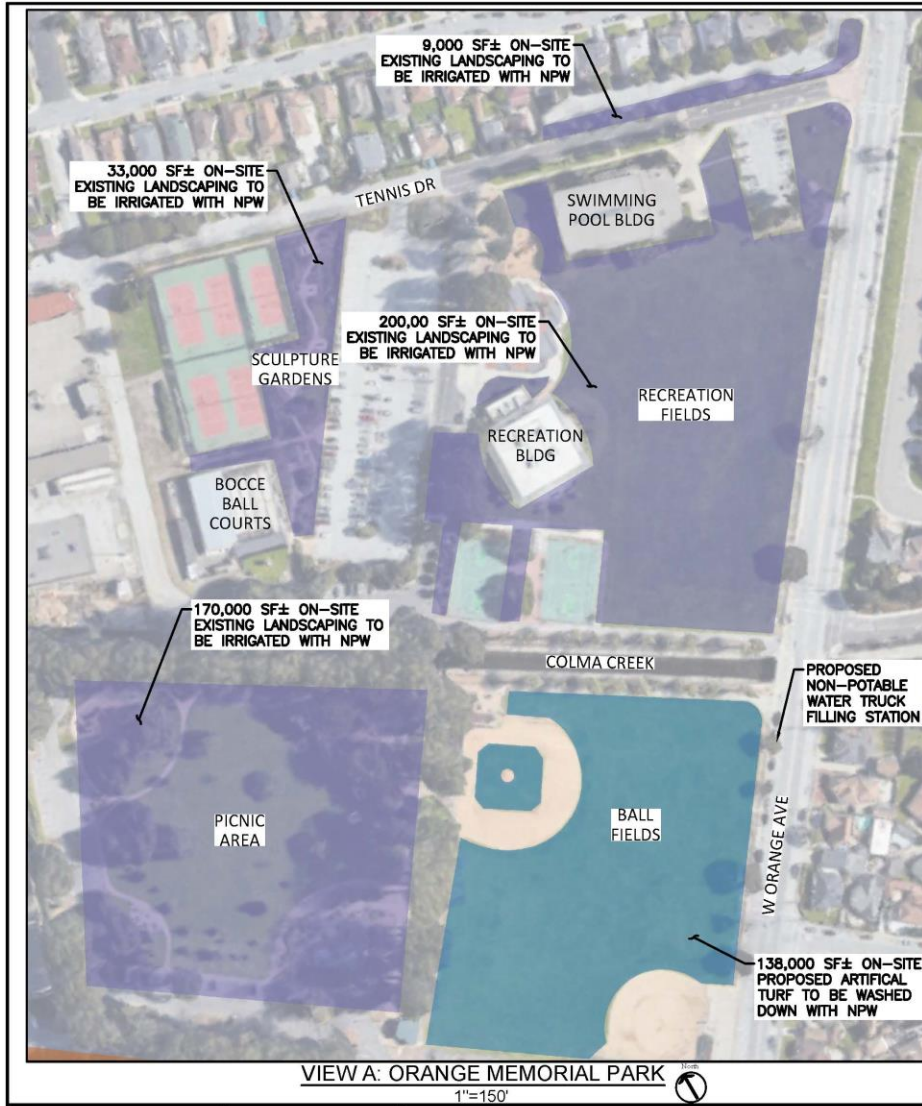 9,000 SF± ON-SITE
EXISTING LANDSCAPING TO
BE IRRIGATED WITH NPW
33,000 SF± ON-SITE
EXISTING LANDSCAPING TO
BE IRRIGATED WITH NPW
TENNIS DR
SWIMMING
POOL BLDG
200,00 SF± ON-SITE
EXISTING LANDSCAPING TO
BE IRRIGATED WITH NPW
SCULPTURE
GARDENS
RECREATION
FIELDS
RECREATION
BLDG
BOCCE
BALL
COURTS
170,000 SF± ON-SITE
EXISTING LANDSCAPING TO
BE IRRIGATED WITH NPW
COLMA CREEK
PROPOSED
NON-POTABLE
WATER TRUCK
FILLING STATION
PICNIC
AREA
BALL
FIELDS
W ORANGE AVE
138,000 SF± ON-SITE
PROPOSED ARTIFICAL
TURF TO BE WASHED
DOWN WITH NPW
VIEW A: ORANGE MEMORIAL PARK
1"=150'
North